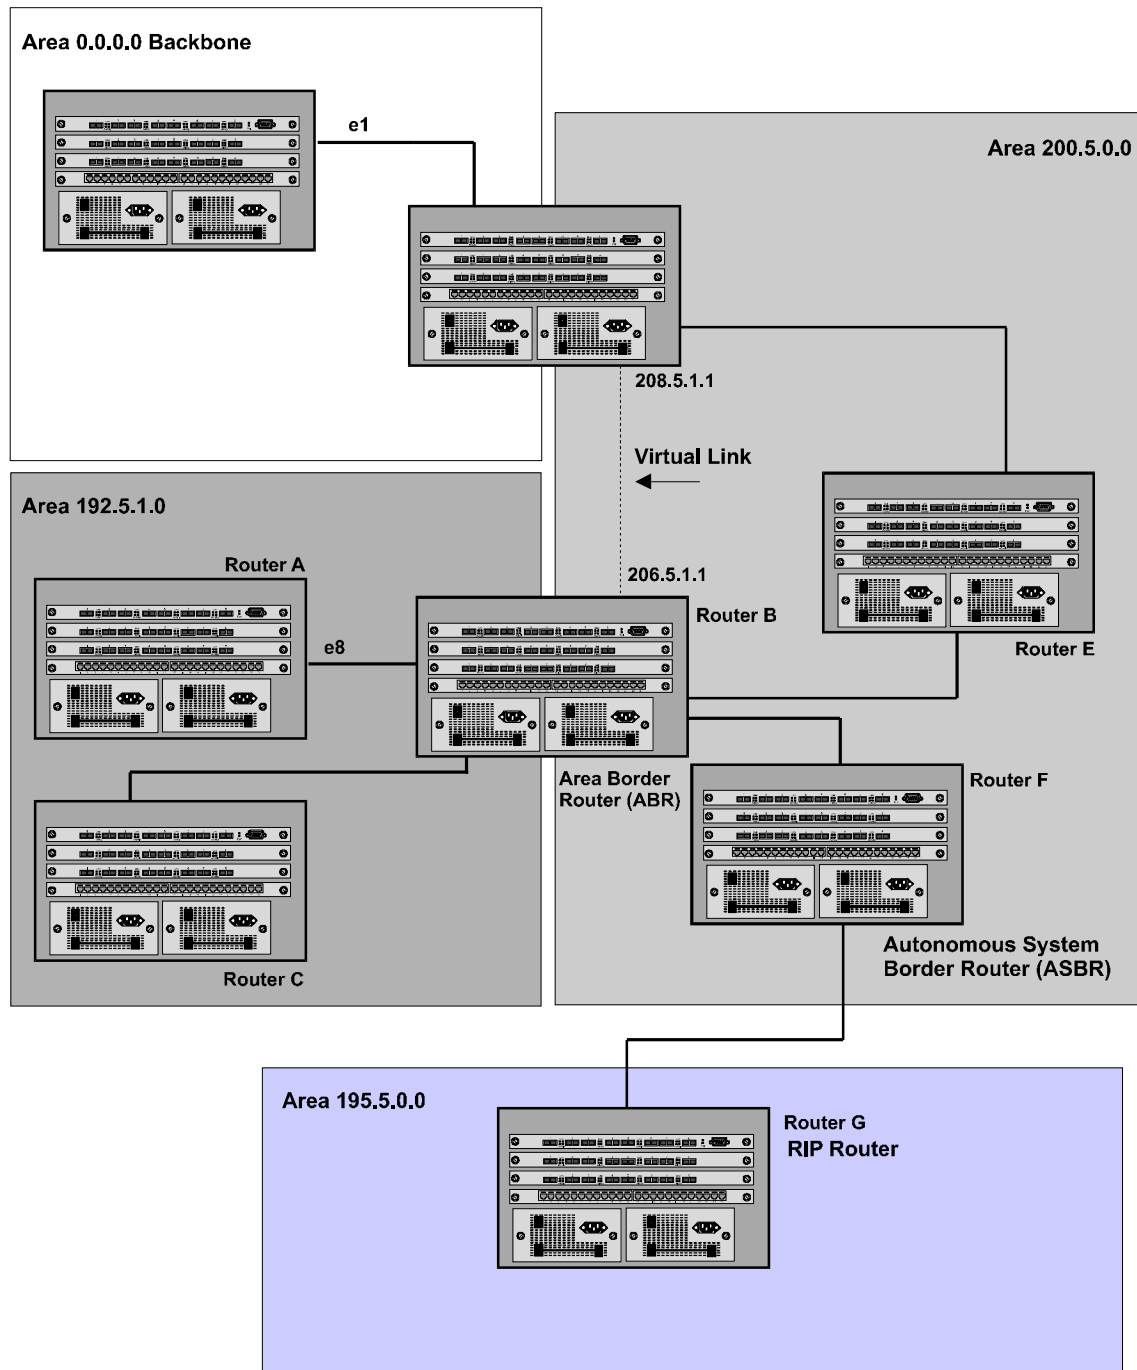 Area 0.0.0.0 Backbone
e1
Area 200.5.0.0
208.5.1.1
Virtual Link
Area 192.5.1.0
Router A
206.5.1.1
Router B
e8
Router E
Area Border
Router (ABR)
Router F
Router C
Autonomous System
Border Router (ASBR)
Area 195.5.0.0
Router G
RIP Router